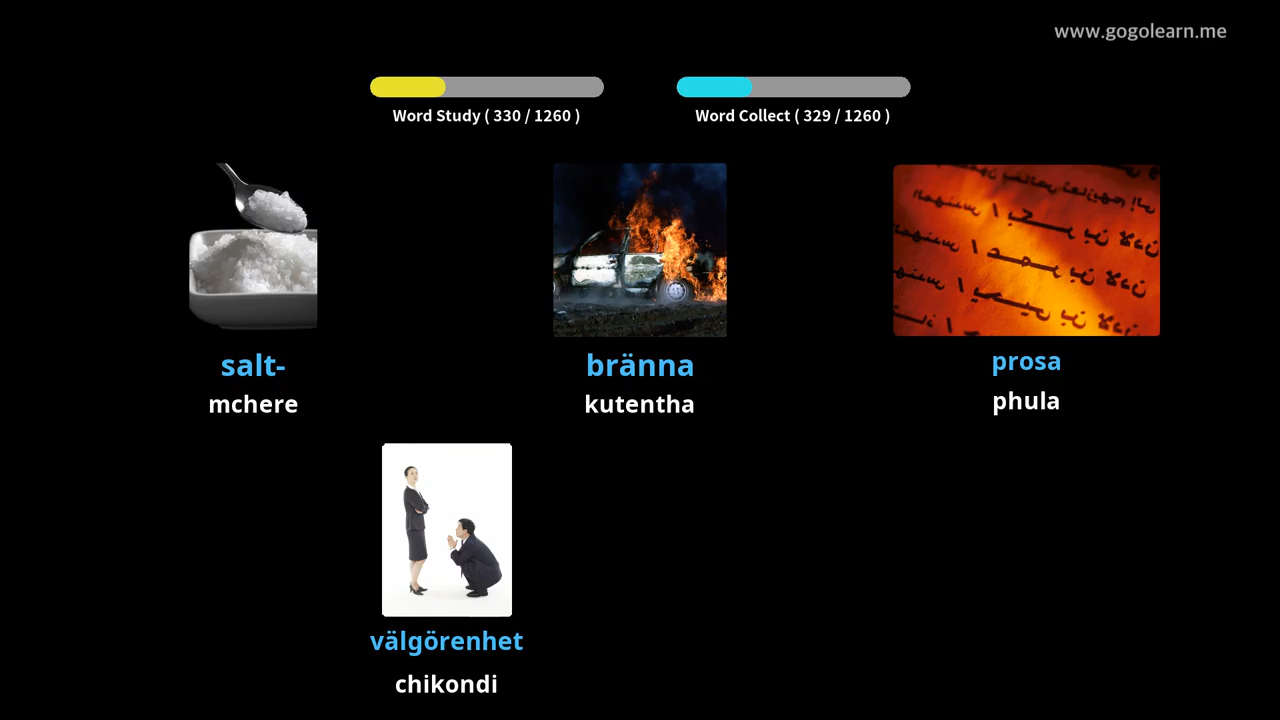 www.gogolearn.me
Word Study ( 330 / 1260 )
Word Collect ( 329 / 1260 )
salt-
mchere
bränna
kutentha
prosa
phula
välgörenhet
chikondi